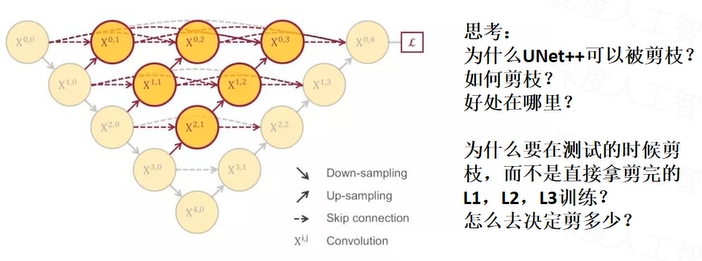 X^0,0
X^0,1
X^0,2
X^0,3
X^0,4
L
X^1,0
X^1,1
X^1,2
X^1,3
X^2,0
X^2,1
X^2,2
X^3,0
X^3,1
X^4,0
Down-sampling
Up-sampling
Skip connection
X^i,j Convolution
思考：
为什么UNet++可以被剪枝？
如何剪枝？
好处在哪里？
为什么要在测试的时候剪
枝，而不是直接拿剪完的
L1，L2，L3训练？
怎么去决定剪多少？